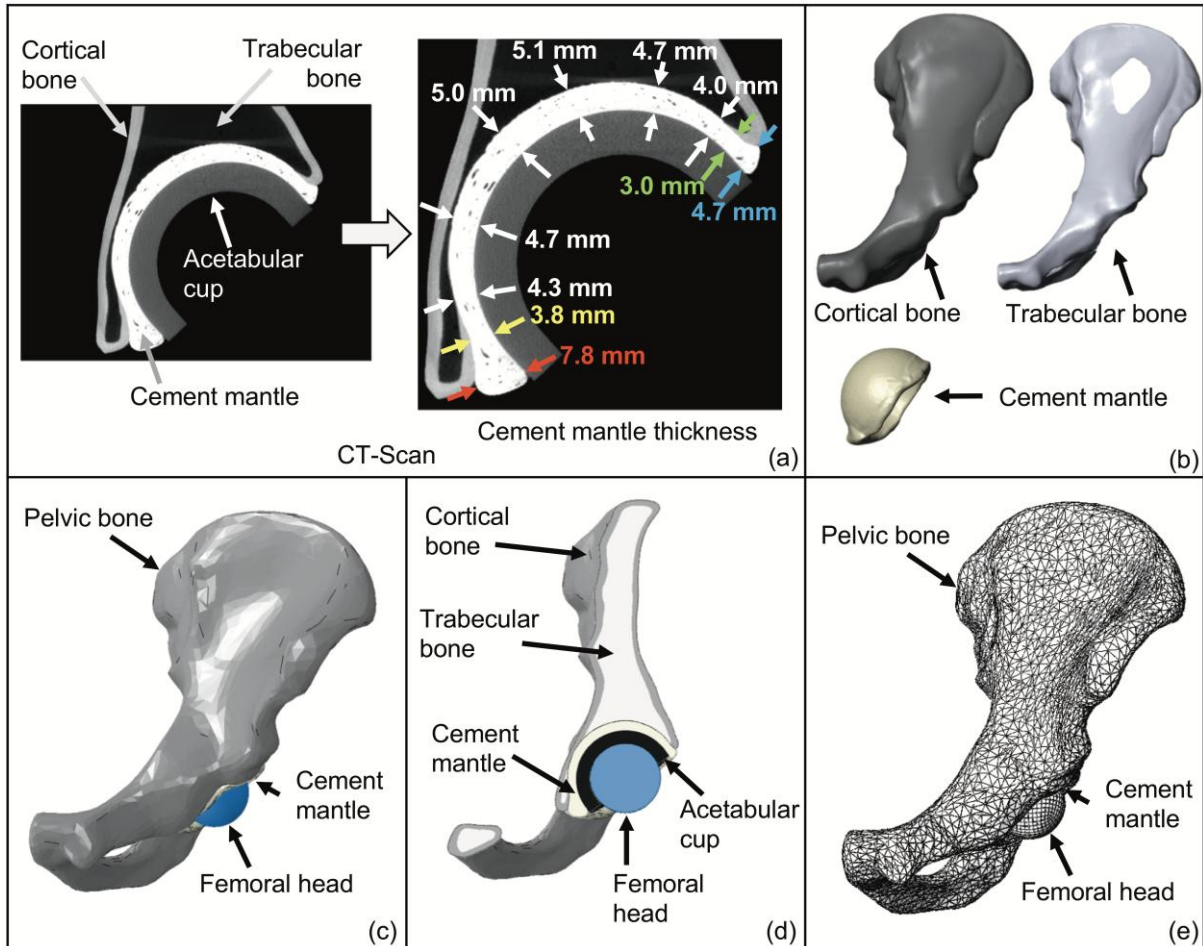 Cortical
bone
Trabecular
bone
Acetabular
cup
Cement mantle
5.0 mm
5.1 mm
4.7 mm
4.0 mm
3.0 mm
4.7 mm
4.7 mm
4.3 mm
3.8 mm
7.8 mm
Cement mantle thickness
CT-Scan
(a)
Cortical bone
Trabecular bone
Cement mantle
(b)
Pelvic bone
Cement
mantle
Femoral head
(c)
Cortical
bone
Trabecular
bone
Cement
mantle
Acetabular
cup
Femoral
head
(d)
Pelvic bone
Cement
mantle
Femoral head
(e)